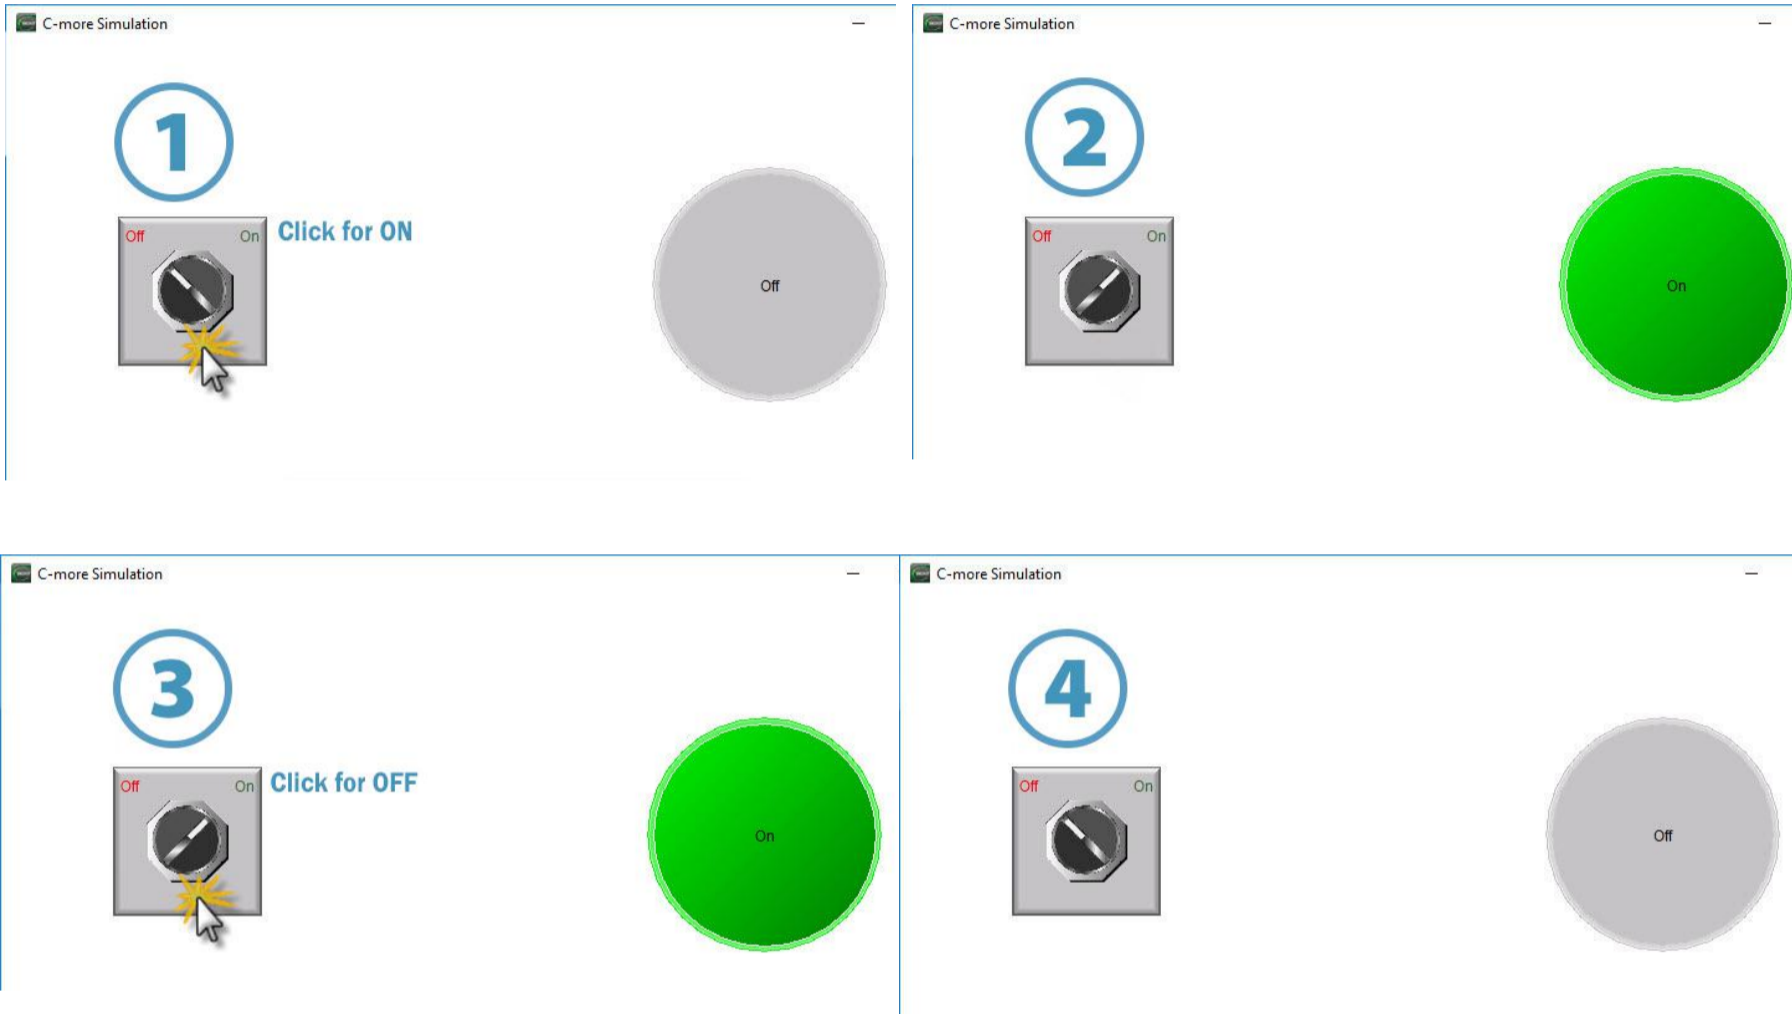 C-more Simulation
1
Off On
Click for ON
Off
C-more Simulation
2
Off On
On
C-more Simulation
3
Off On
Click for OFF
On
C-more Simulation
4
Off On
Off